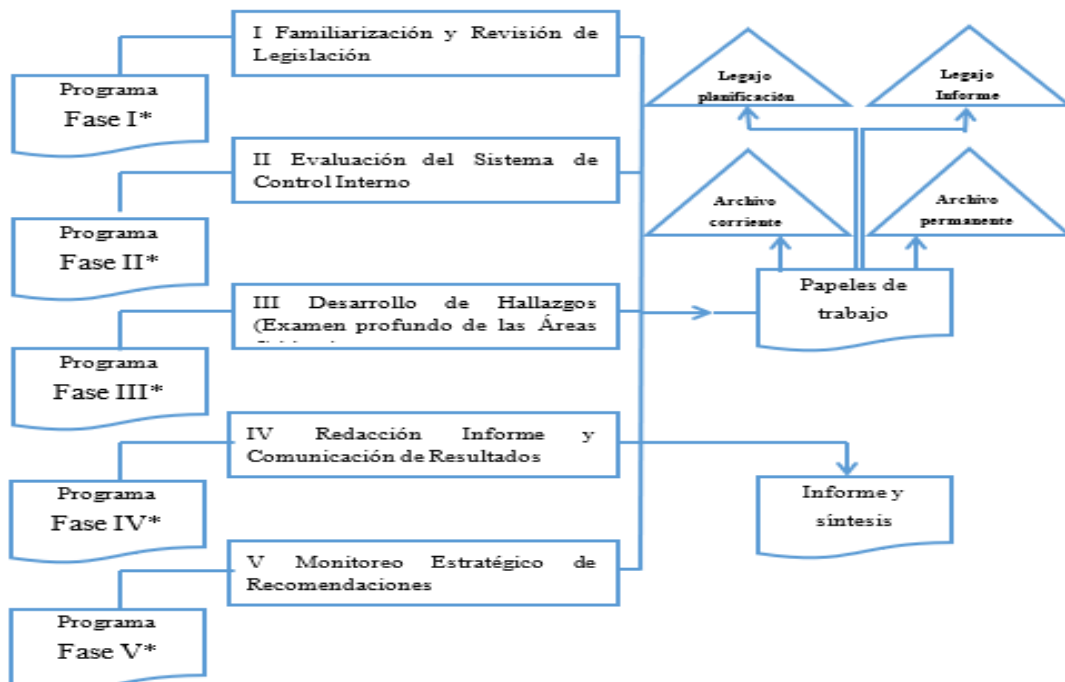 I Familiarización y Revisión de
Legislación
Programa
Fase I*
II Evaluación del Sistema de
Control Interno
Programa
Fase II*
III Desarrollo de Hallazgos
(Examen profundo de las Áreas
Programa
Fase III*
IV Redacción Informe y
Comunicación de Resultados
Programa
Fase IV*
V Monitoreo Estratégico de
Recomendaciones
Programa
Fase V*
Legajo
planificación
Legajo
Informe
Archivo
corriente
Archivo
permanente
Papeles de
trabajo
Informe y
síntesis